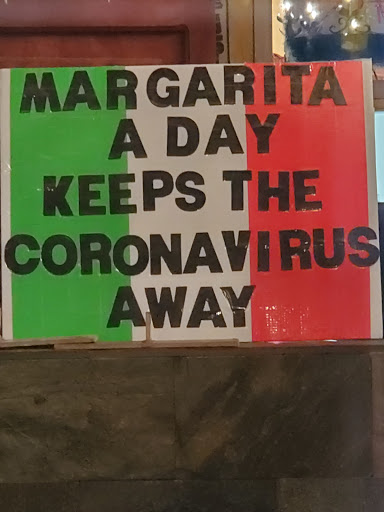 MARGARITA
A DAY
KEEPS THE
CORONAVIRUS
AWAY